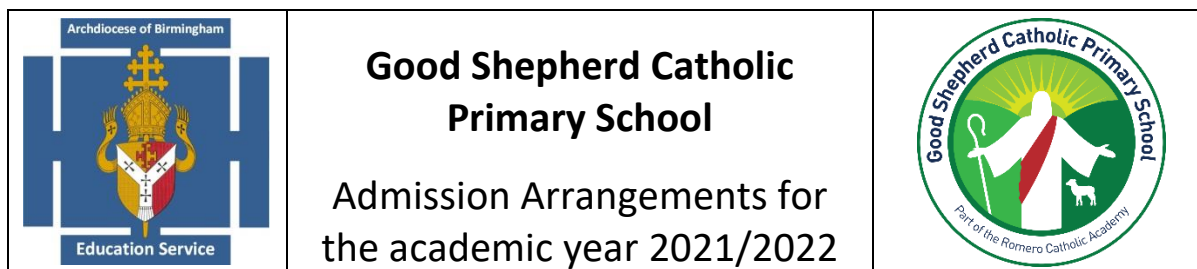 Archdiocese of Birmingham
Education Service
Good Shepherd Catholic
Primary School
Admission Arrangements for
the academic year 2021/2022
Good Shepherd Catholic Primary School
Part of the Romero Catholic Academy